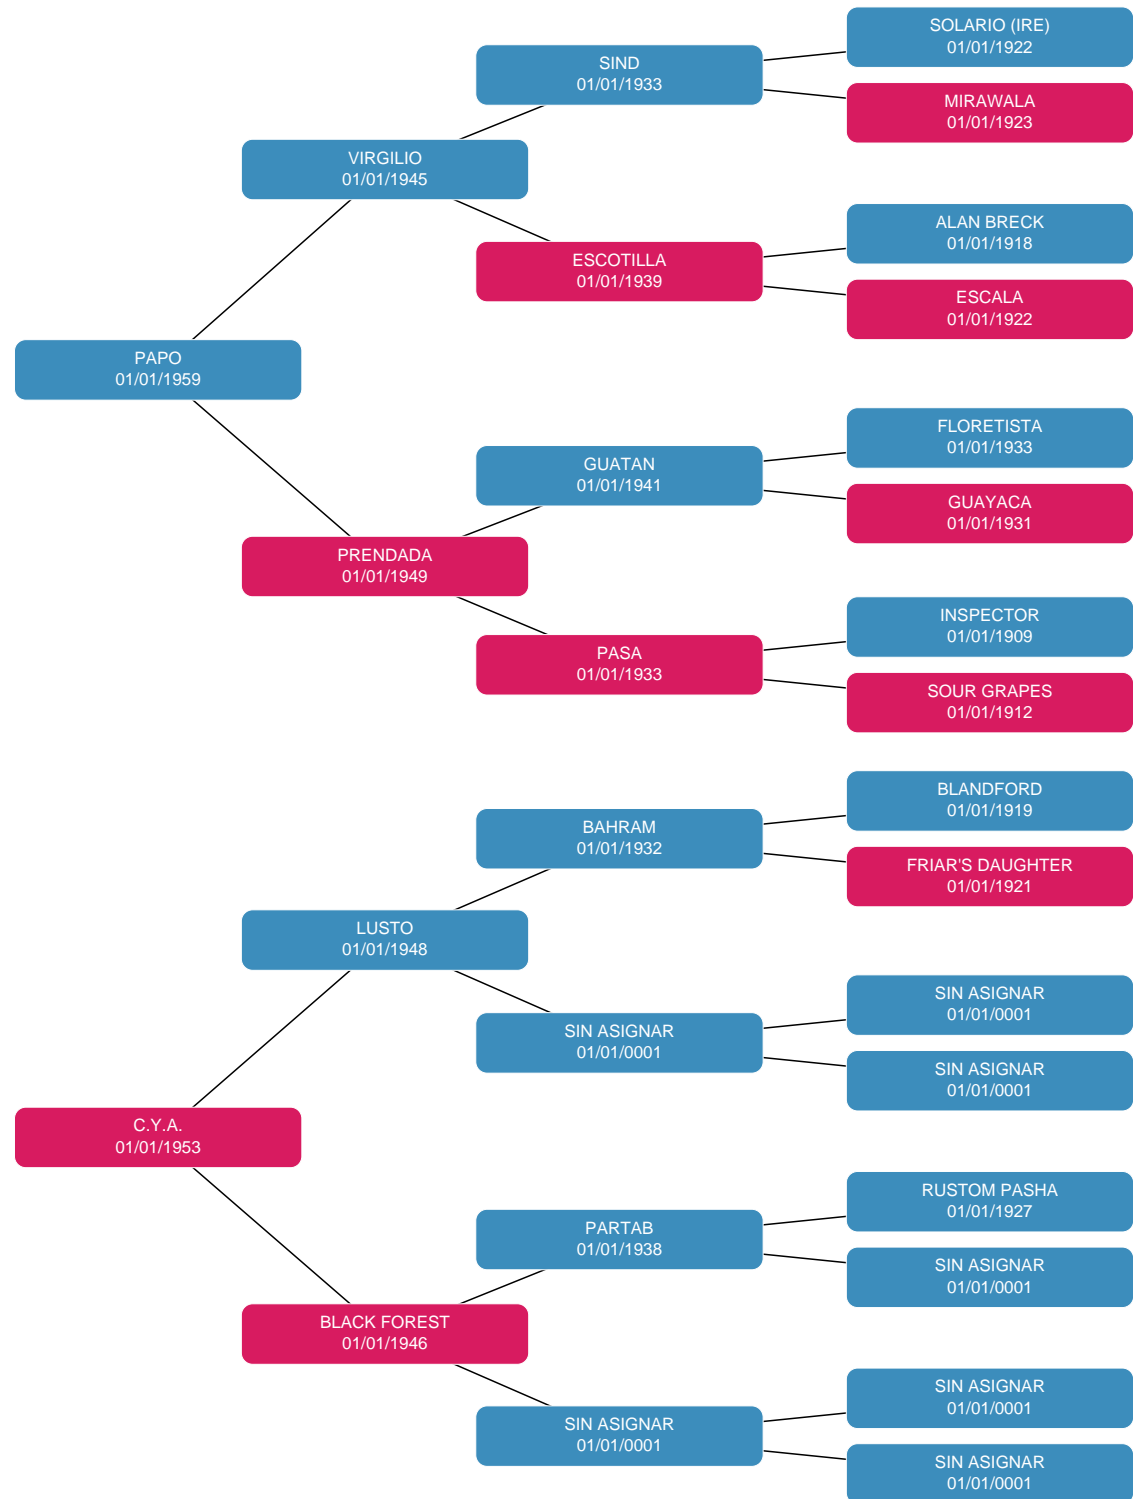 SOLARIO (IRE)
01/01/1922
SIND
01/01/1933
MIRAWALA
01/01/1923
VIRGILIO
01/01/1945
ALAN BRECK
01/01/1918
ESCOTILLA
01/01/1939
ESCALA
01/01/1922
PAPO
01/01/1959
FLORETISTA
01/01/1933
GUATAN
01/01/1941
GUAYACA
01/01/1931
PRENDADA
01/01/1949
INSPECTOR
01/01/1909
PASA
01/01/1933
SOUR GRAPES
01/01/1912
BLANDFORD
01/01/1919
BAHRAM
01/01/1932
FRIAR'S DAUGHTER
01/01/1921
LUSTO
01/01/1948
SIN ASIGNAR
01/01/0001
SIN ASIGNAR
01/01/0001
SIN ASIGNAR
01/01/0001
C.Y.A.
01/01/1953
RUSTOM PASHA
01/01/1927
PARTAB
01/01/1938
SIN ASIGNAR
01/01/0001
BLACK FOREST
01/01/1946
SIN ASIGNAR
01/01/0001
SIN ASIGNAR
01/01/0001
SIN ASIGNAR
01/01/0001